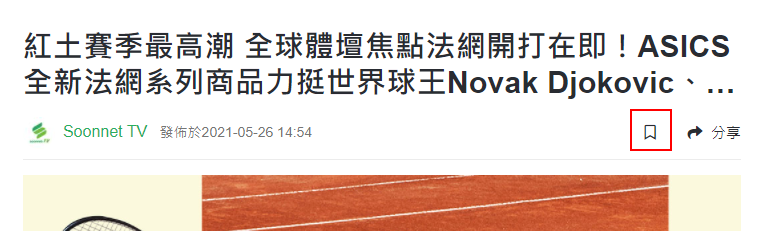 紅土賽季最高潮 全球體壇焦點法網開打在即！ASICS
全新法網系列商品力挺世界球王Novak Djokovic、...
soonnet TV
Soonnet TV 發佈於2021-05-26 14:54 分享